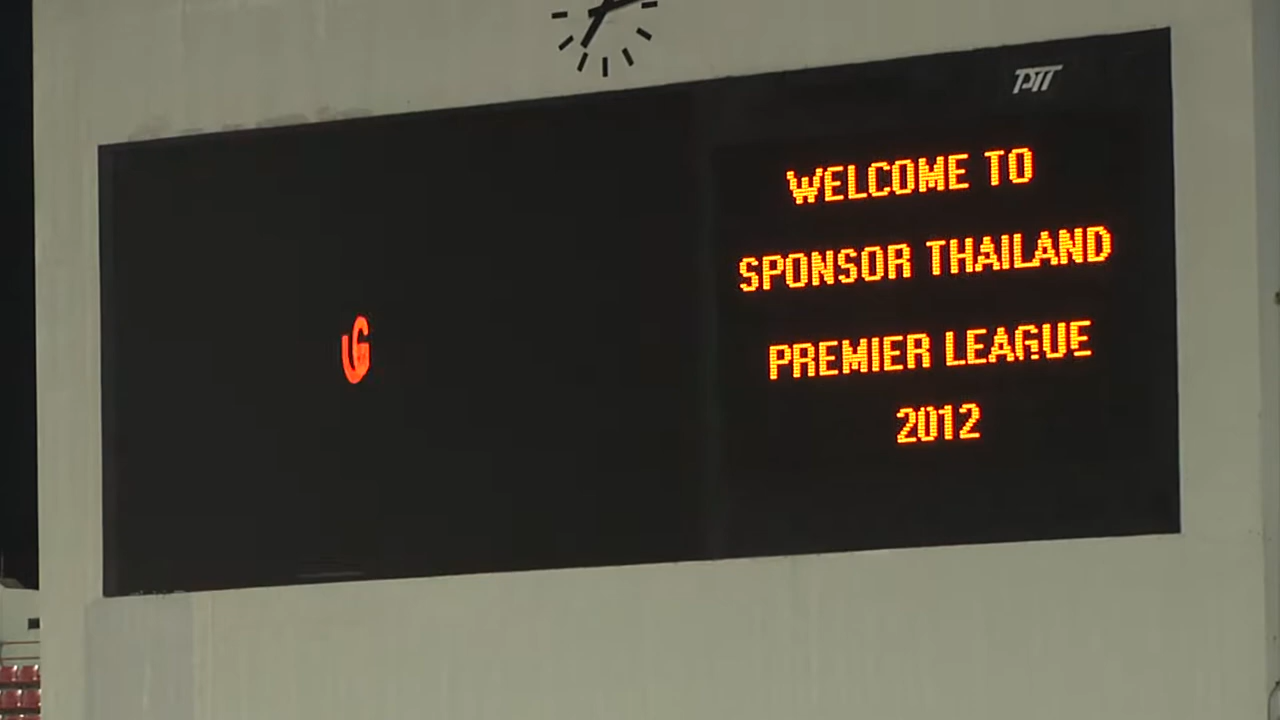 PTT
WELCOME TO
SPONSOR THAILAND
PREMIER LEAGUE
2012